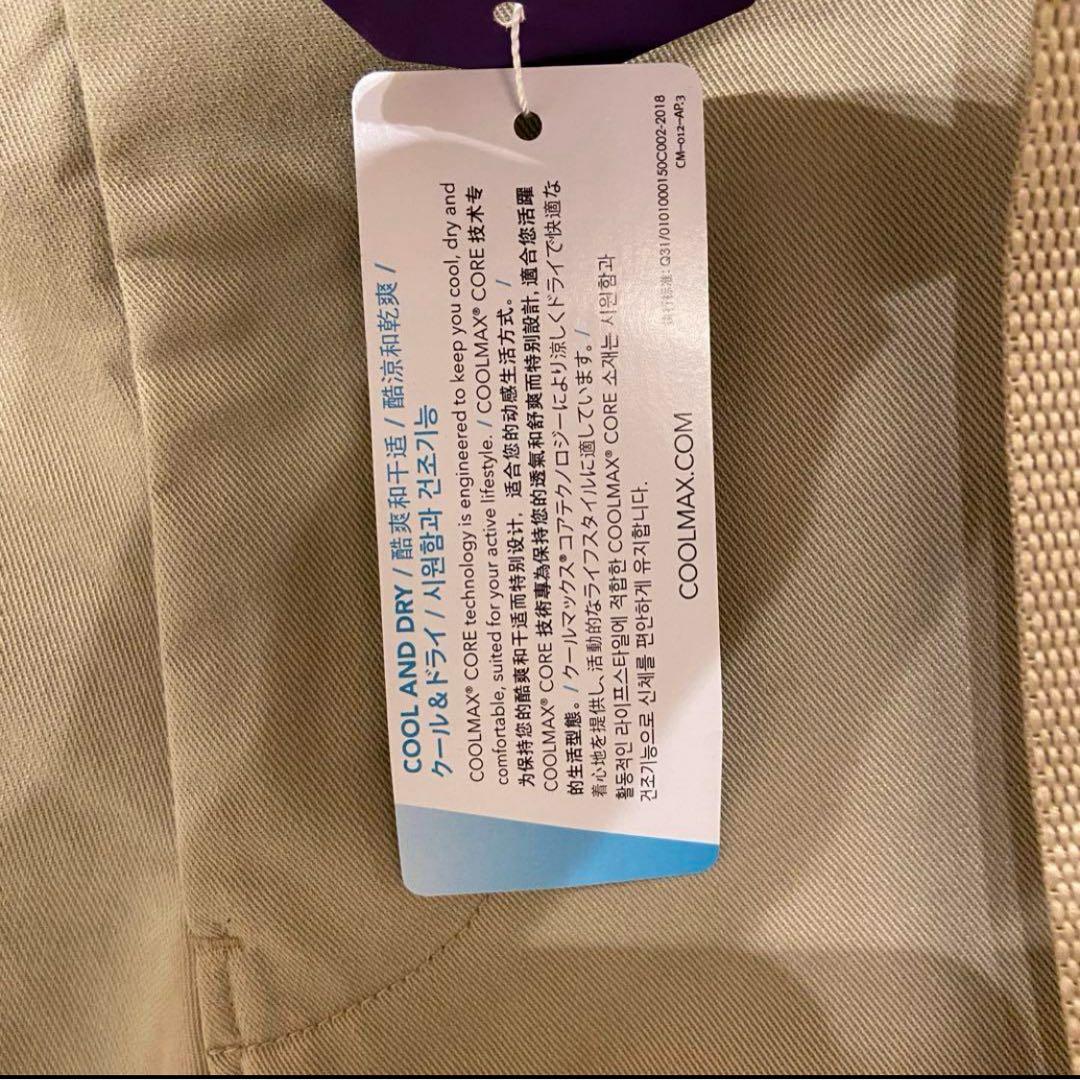 COOL AND DRY / 酷爽和干适 / 酷涼和乾爽 /
クール＆ドライ / 시원함과 건조기능
COOLMAX® CORE technology is engineered to keep you cool, dry and
comfortable, suited for your active lifestyle. / COOLMAX® CORE 技术专
为保持您的酷爽和干适而特别设计，适合您的动感生活方式。 /
COOLMAX® CORE 技術專為保持您的透氣和舒爽而特別設計, 適合您活躍
的生活型態。 / クールマックス® コアテクノロジーにより涼しくドライで快適な
着心地を提供し、活動的なライフスタイルに適しています。 /
활동적인 라이프스타일에 적합한 COOLMAX® CORE 소재는 시원함과
건조기능으로 신체를 편안하게 유지합니다.
COOLMAX.COM
执行标准: Q31/0101000150C002-2018
CM-012-AP.3